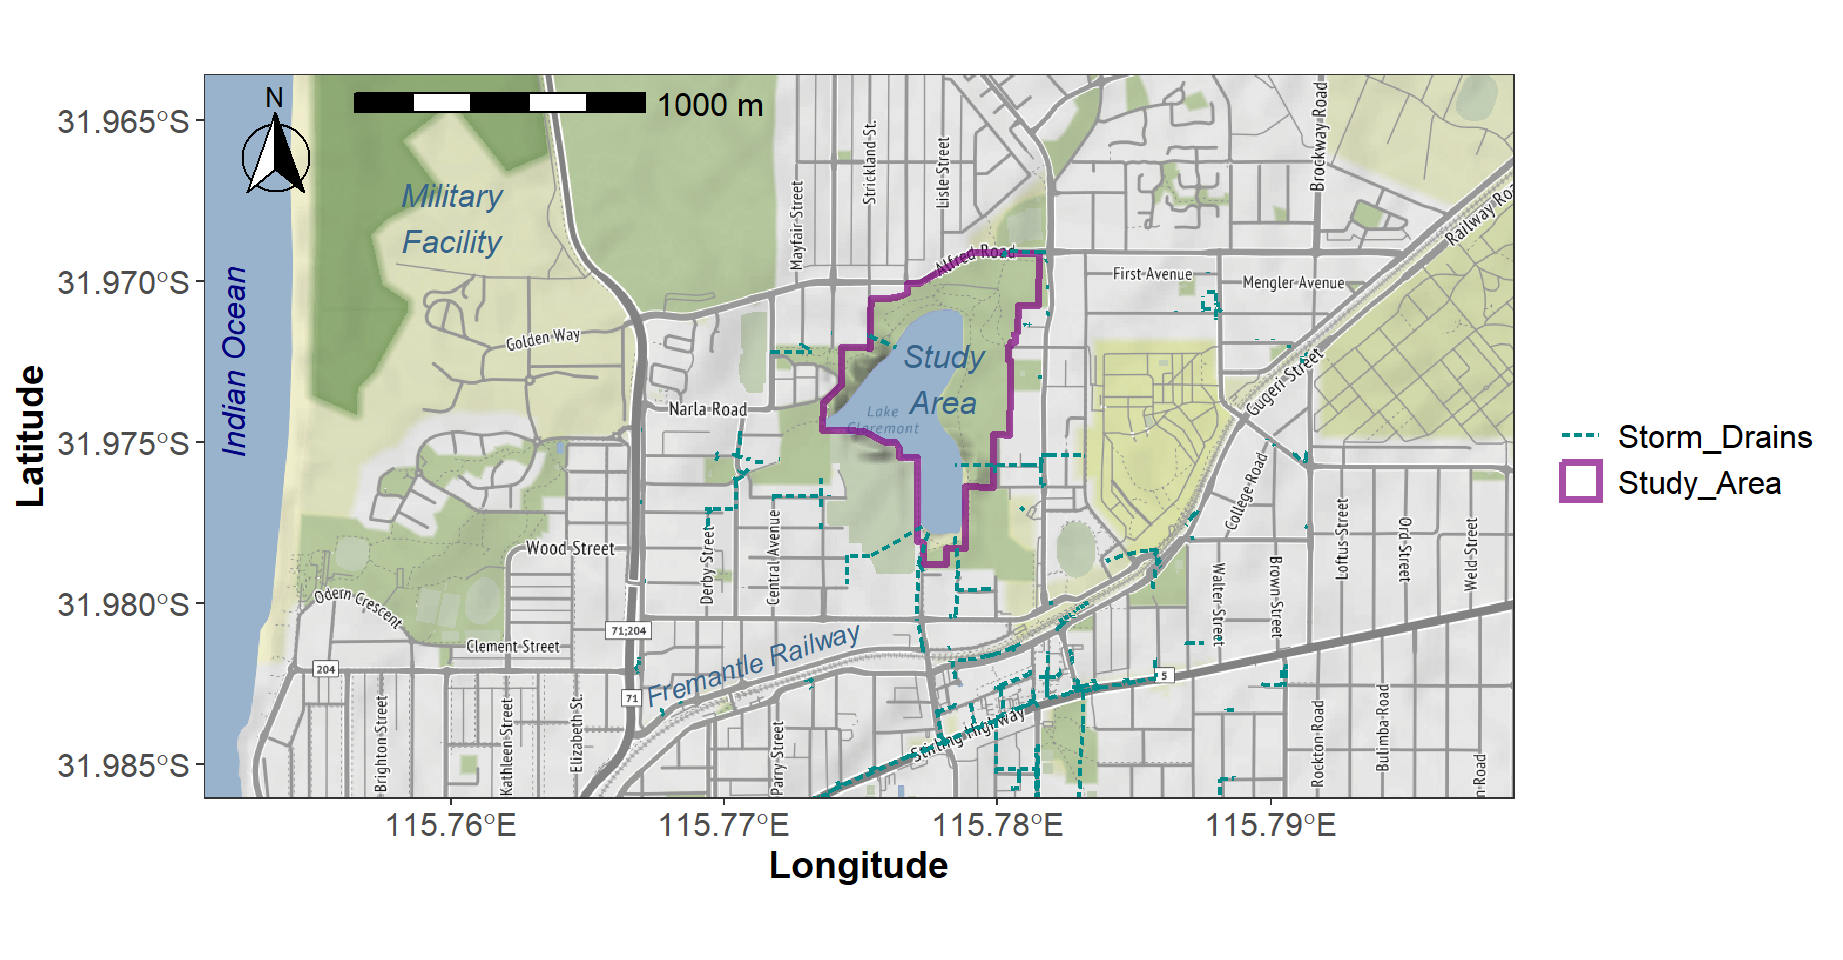 N
1000 m
31.965°S
31.970°S
31.975°S
31.980°S
31.985°S
Latitude
115.76°E
115.77°E
115.78°E
115.79°E
Longitude
Indian Ocean
Military
Facility
Mayfair Street
Strickland St.
Lisle Street
Brockway Road
Railway Ro
Alfred Road
First Avenue
Mengler Avenue
Golden Way
Study
Area
Lake
Claremont
Narla Road
Gugeri Street
College Road
Wood Street
Derby Street
Central Avenue
Loftus Street
Ord Street
Weld Street
Walter Street
Brown Street
Odern Crescent
Clement Street
71;204
204
71
5
Fremantle Railway
Stirling Highway
Brighton Street
Kathleen Street
Elizabeth St.
Parry Street
Rockton Road
Bulimba Road
n Road
Storm_Drains
Study_Area